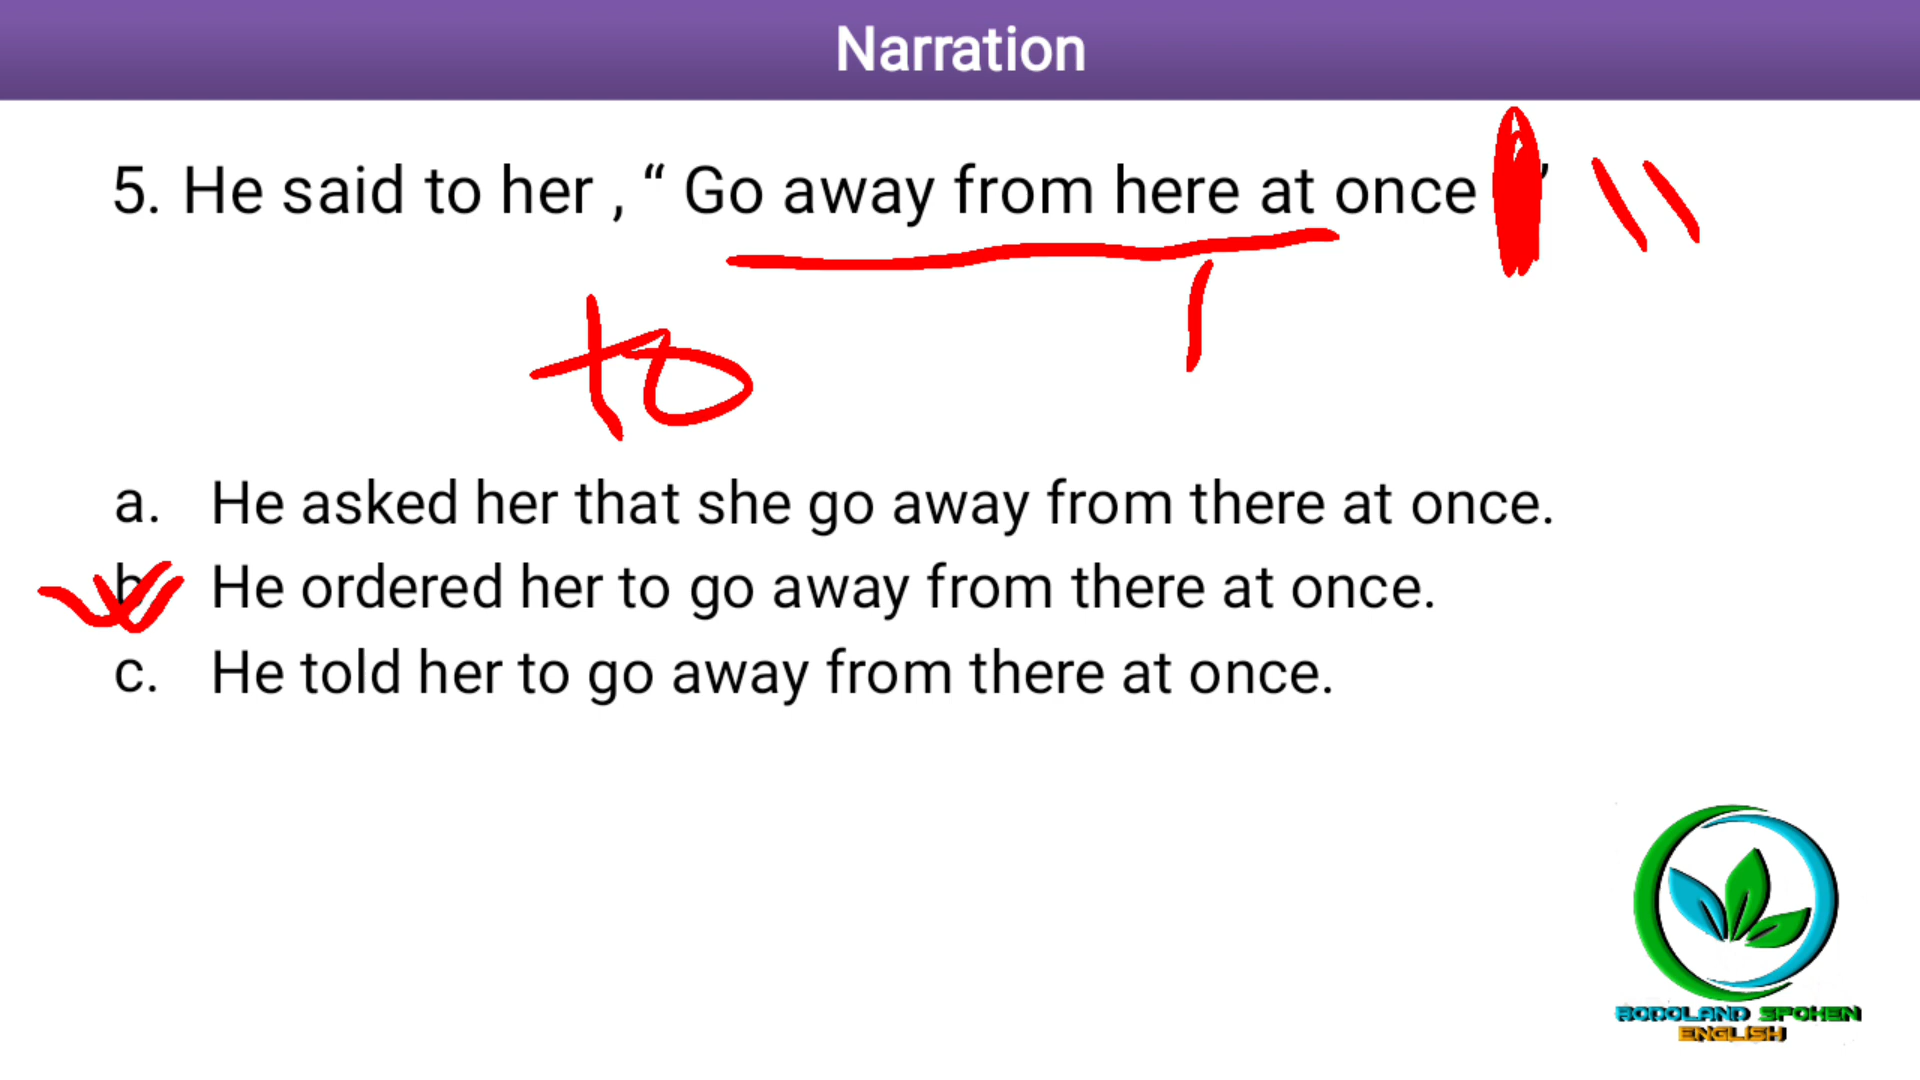 Narration
5. He said to her , “ Go away from here at once ”
to
a. He asked her that she go away from there at once.
b. He ordered her to go away from there at once.
c. He told her to go away from there at once.
BODOLAND SPOKEN
ENGLISH